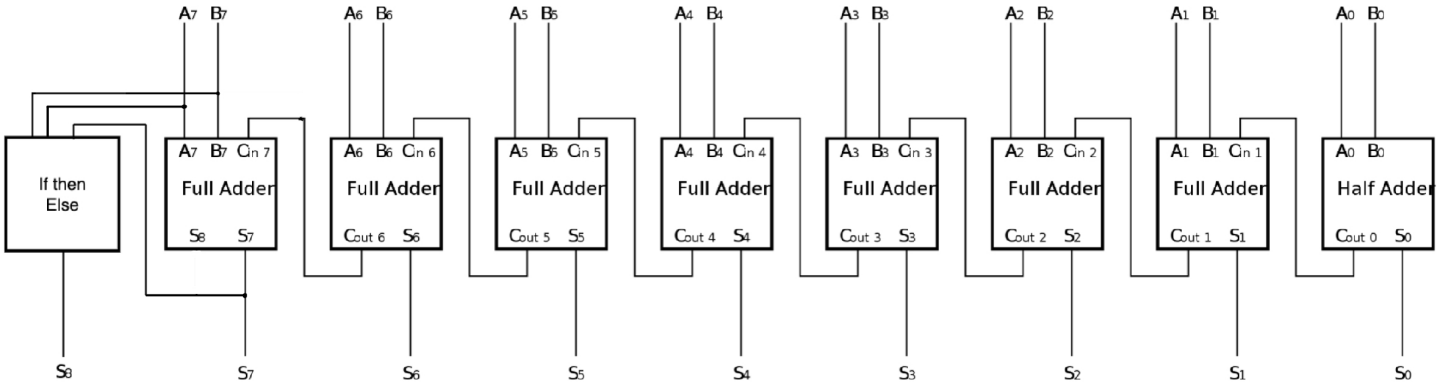 A7 B7 A6 B6 A5 B5 A4 B4 A3 B3 A2 B2 A1 B1 A0 B0
A7 B7 Cin 7 A6 B6 Cin 6 A5 B5 Cin 5 A4 B4 Cin 4 A3 B3 Cin 3 A2 B2 Cin 2 A1 B1 Cin 1 A0 B0
If then
Else
Full Adder Full Adder Full Adder Full Adder Full Adder Full Adder Full Adder Half Adder
S8 S7 Cout 6 S6 Cout 5 S5 Cout 4 S4 Cout 3 S3 Cout 2 S2 Cout 1 S1 Cout 0 S0
S8 S7 S6 S5 S4 S3 S2 S1 S0